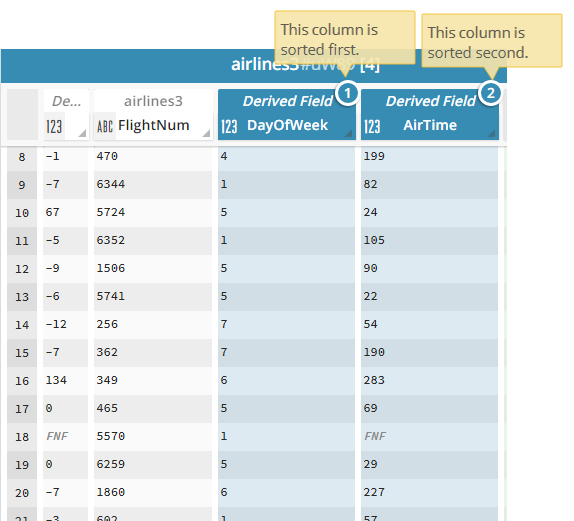 This column is
sorted first.
This column is
sorted second.
airlines3 [4]
De... airlines3 Derived Field 1 Derived Field 2
123 ABC FlightNum 123 DayOfWeek 123 AirTime
8 -1 470 4 199
9 -7 6344 1 82
10 67 5724 5 24
11 -5 6352 1 105
12 -9 1506 5 90
13 -6 5741 5 22
14 -12 256 7 54
15 -7 362 7 190
16 134 349 6 283
17 0 465 5 69
18 FNF 5570 1 FNF
19 0 6259 5 29
20 -7 1860 6 227
21 -3 602 1 57